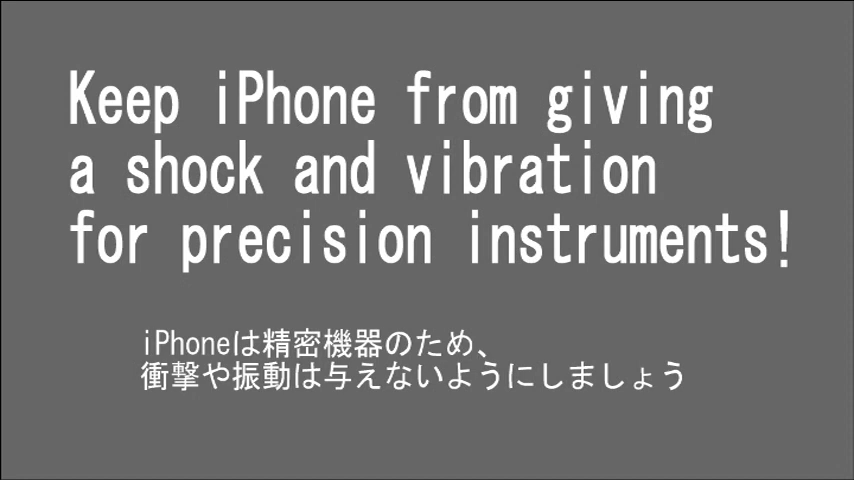 Keep iPhone from giving
a shock and vibration
for precision instruments!
iPhoneは精密機器のため、
衝撃や振動は与えないようにしましょう